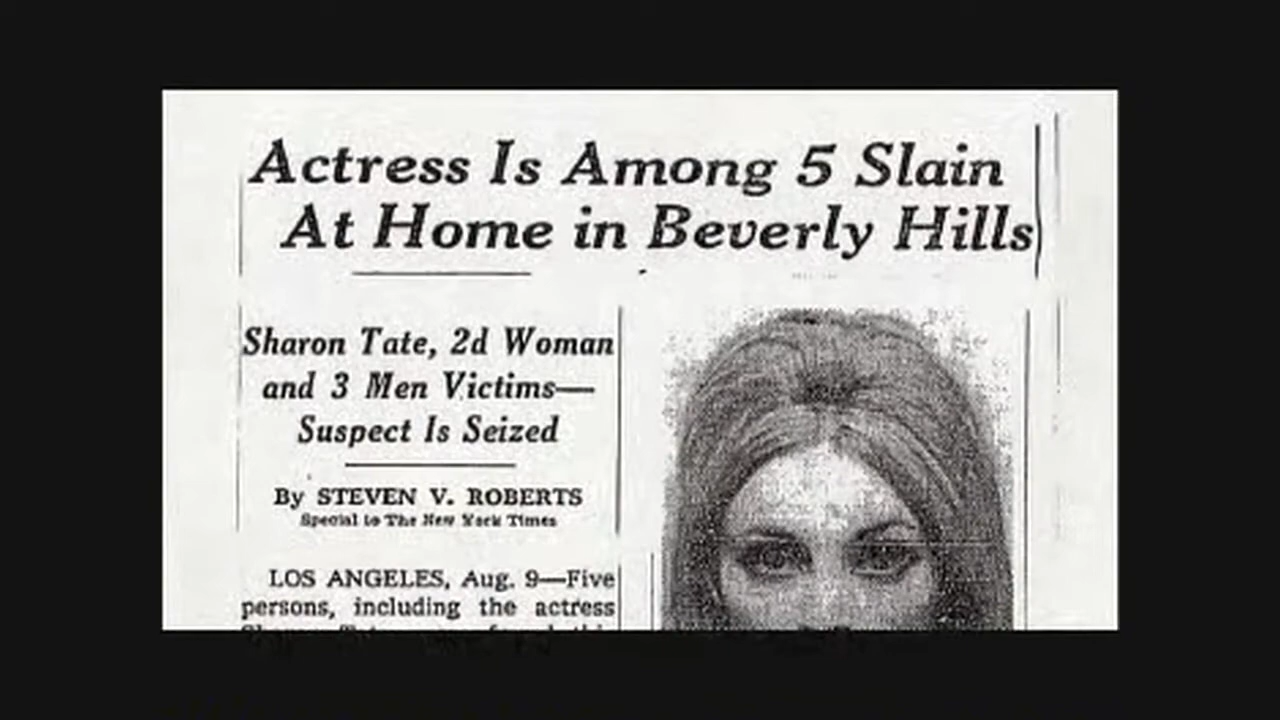 Actress Is Among 5 Slain
At Home in Beverly Hills
Sharon Tate, 2d Woman
and 3 Men Victims—
Suspect Is Seized
By STEVEN V. ROBERTS
Special to The New York Times
LOS ANGELES, Aug. 9—Five
persons, including the actress